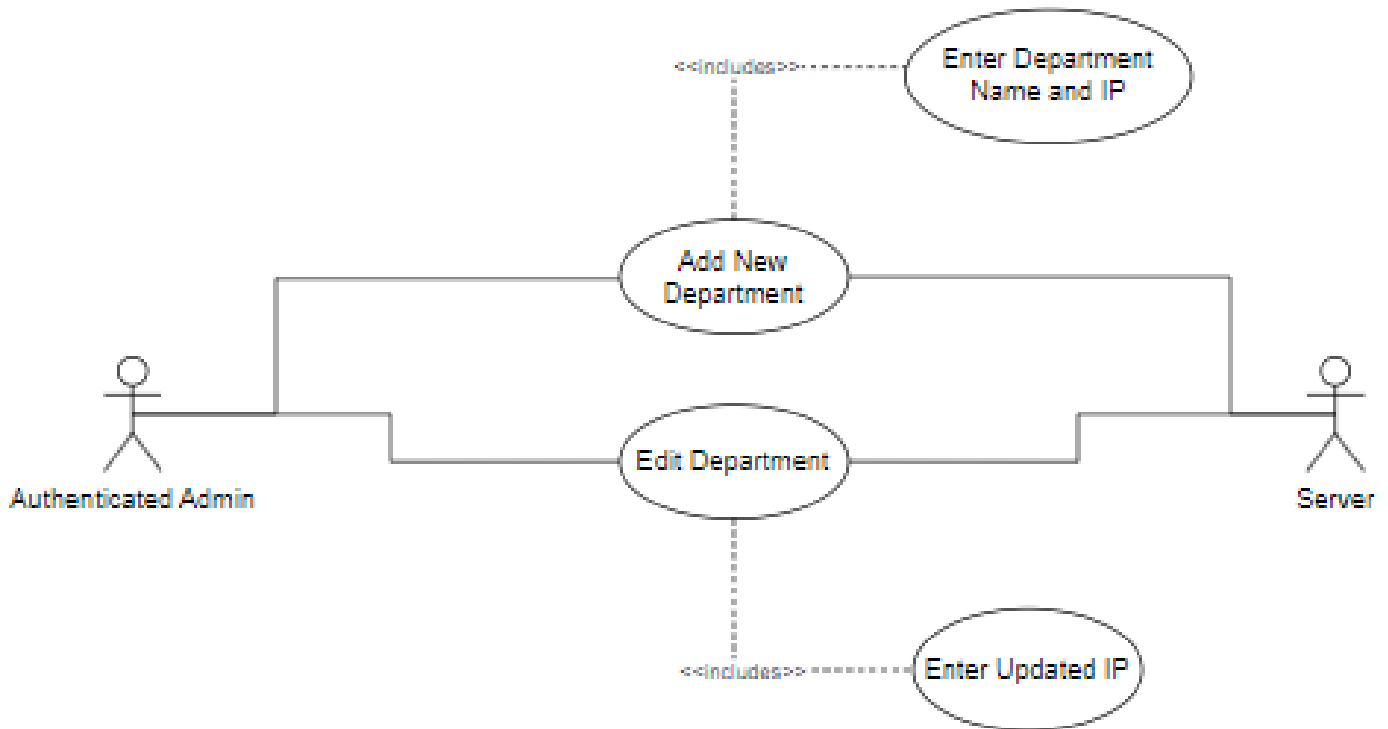 <<includes>>
Enter Department
Name and IP
Add New
Department
Edit Department
Authenticated Admin
Server
<<includes>>
Enter Updated IP